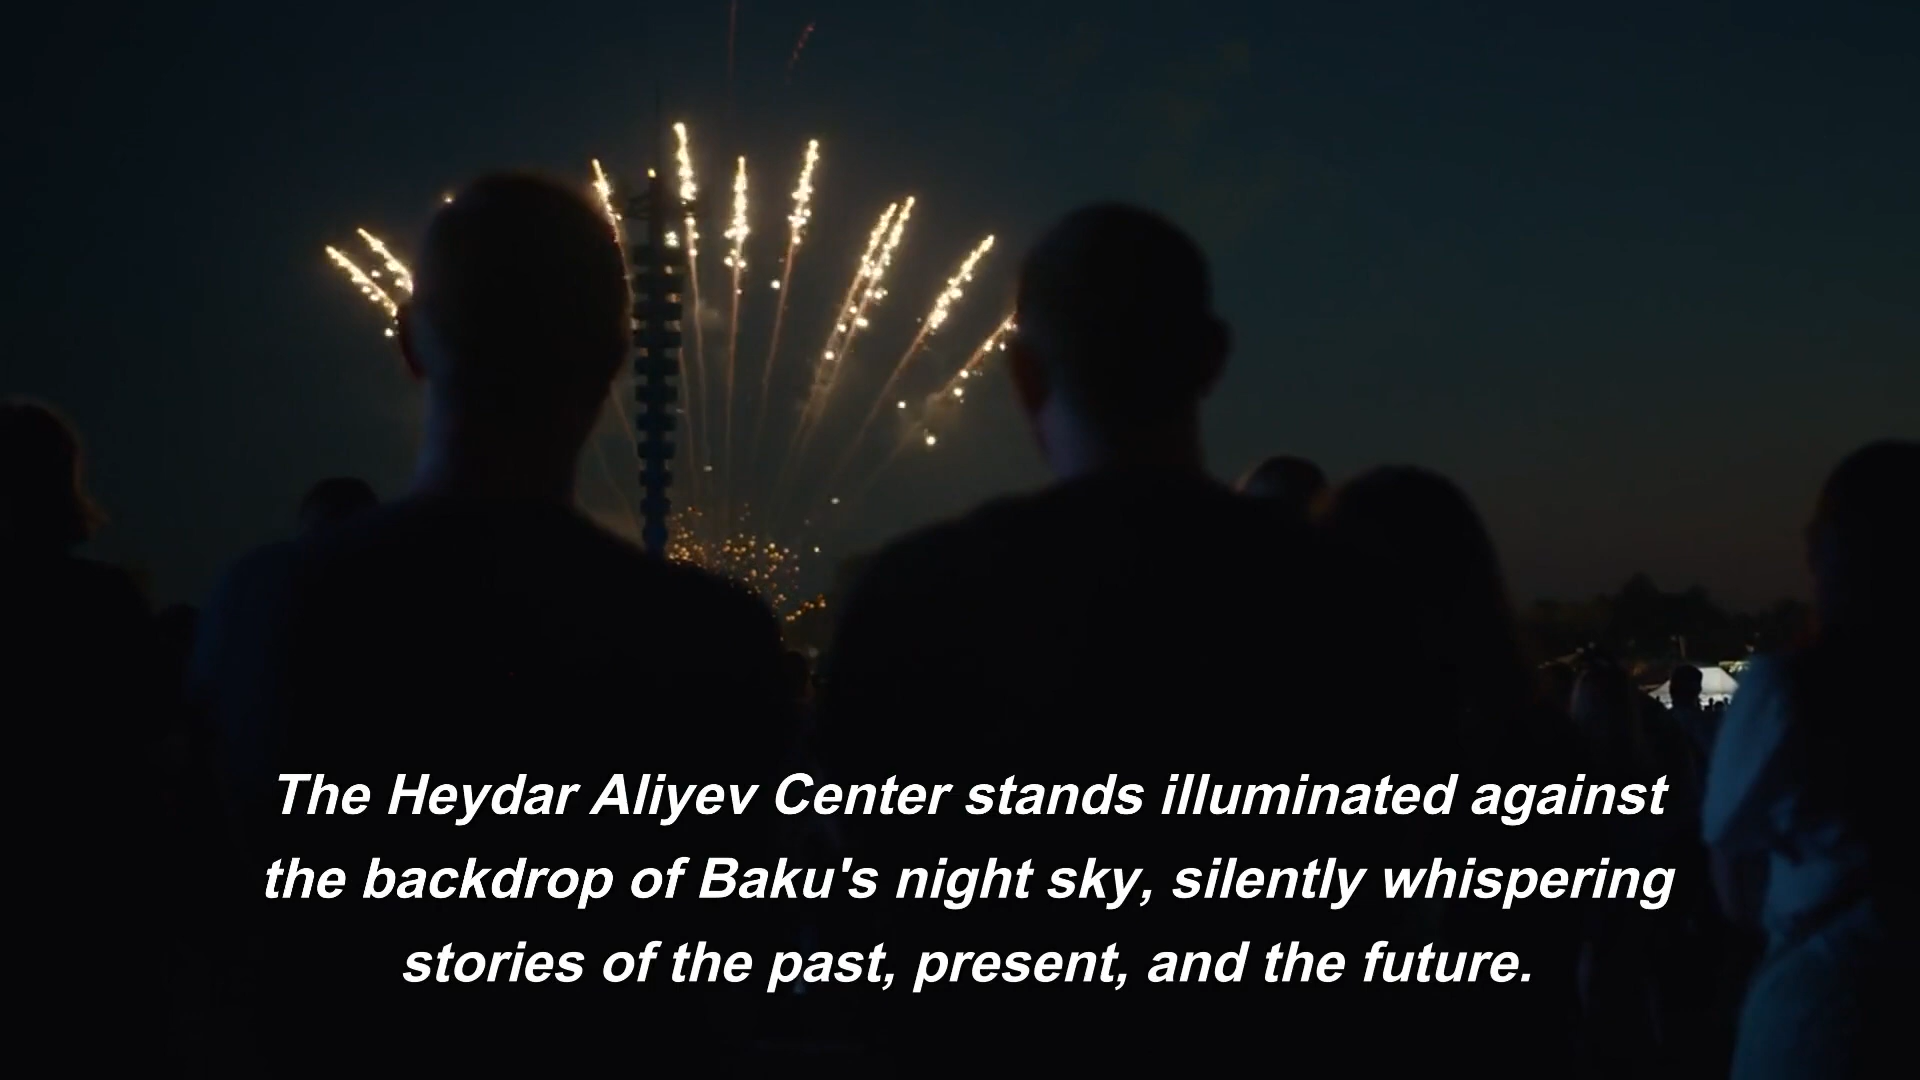 The Heydar Aliyev Center stands illuminated against
the backdrop of Baku's night sky, silently whispering
stories of the past, present, and the future.